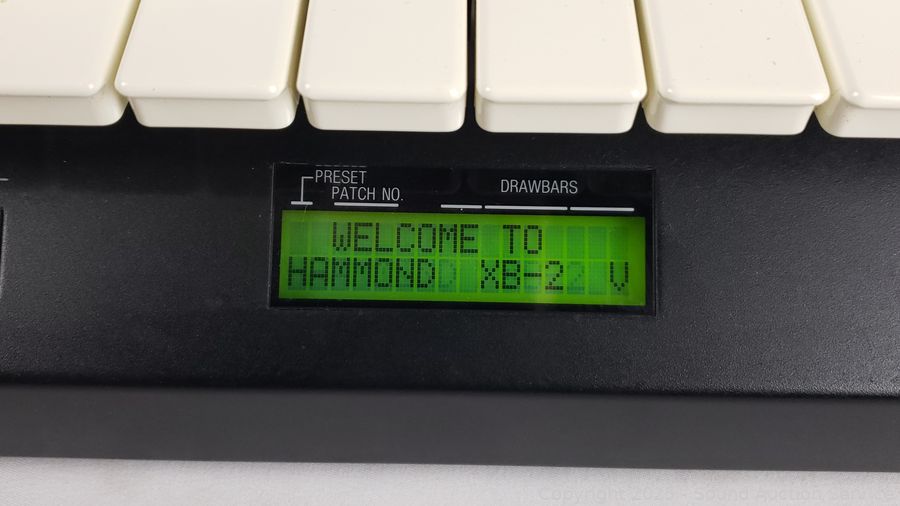 PRESET
PATCH NO.
DRAWBARS
WELCOME TO
HAMMOND XB-2 V
Copyright 2023 - Sound Auction Service